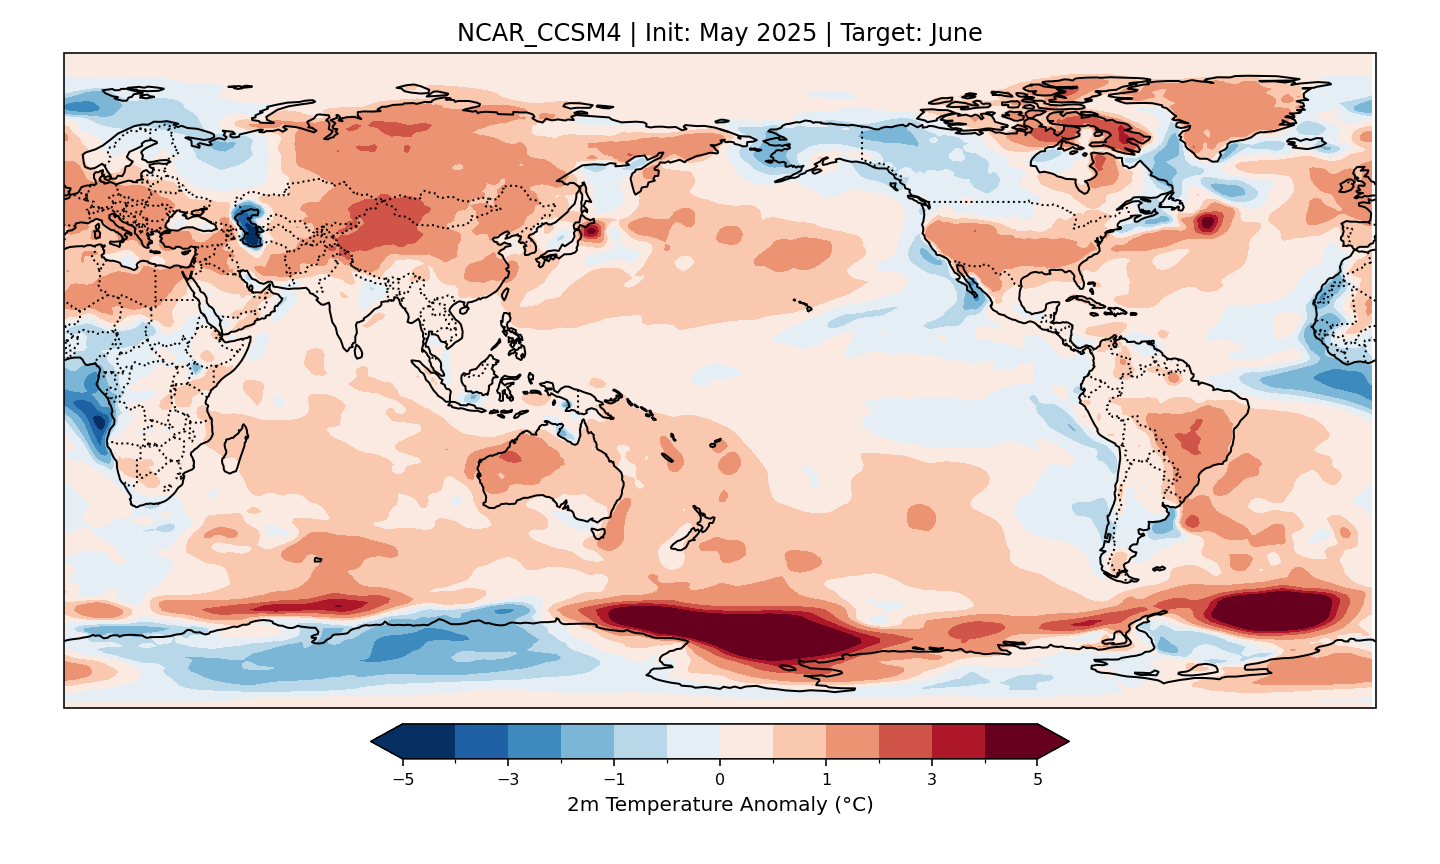 NCAR_CCSM4 | Init: May 2025 | Target: June
−5 −3 −1 0 1 3 5
2m Temperature Anomaly (°C)